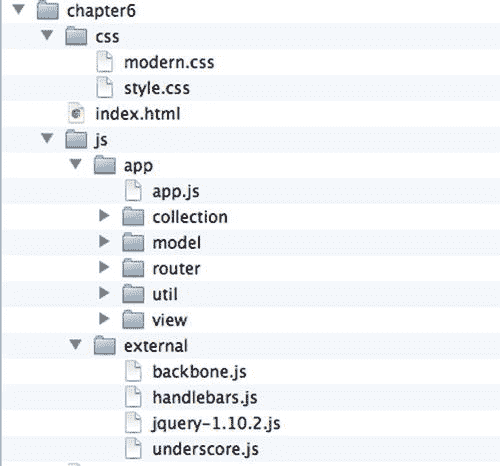 chapter6
css
modern.css
style.css
index.html
js
app
app.js
collection
model
router
util
view
external
backbone.js
handlebars.js
jquery-1.10.2.js
underscore.js